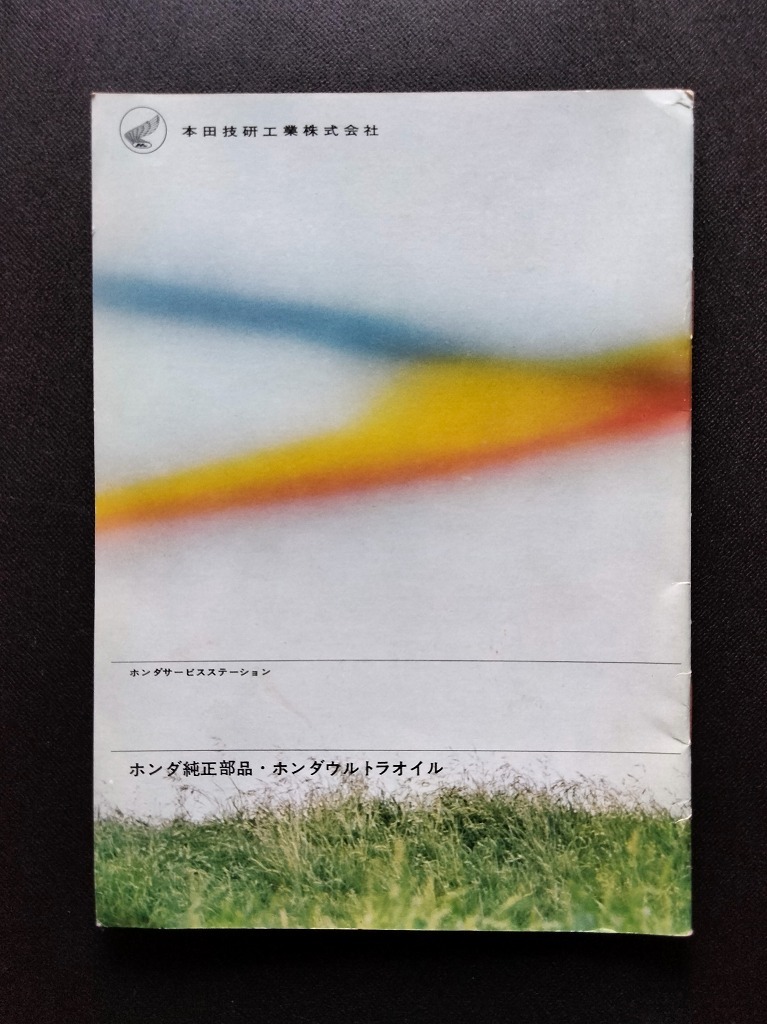 本田技研工業株式会社
ホンダサービスステーション
ホンダ純正部品・ホンダウルトラオイル